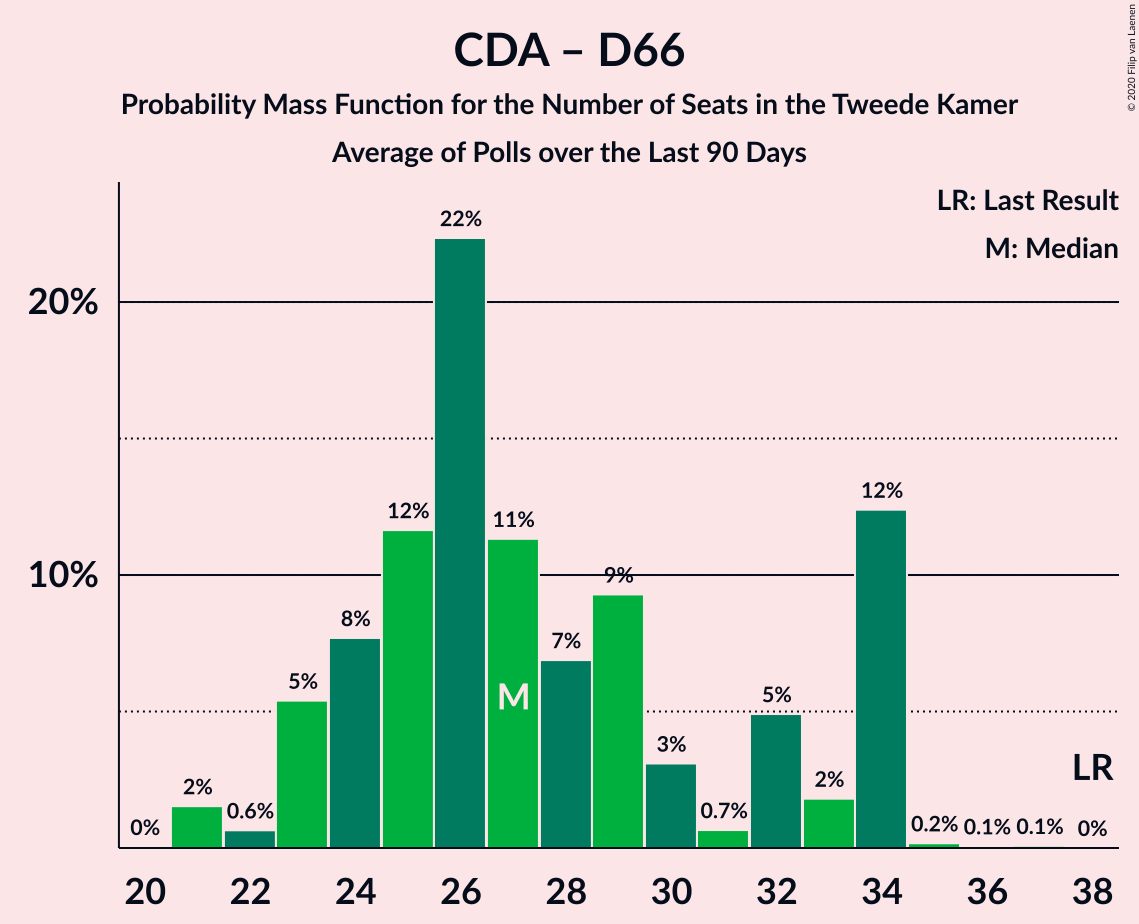 CDA – D66
Probability Mass Function for the Number of Seats in the Tweede Kamer
Average of Polls over the Last 90 Days
© 2020 Filip van Laenen
LR: Last Result
M: Median
20%
10%
0%
2%
0.6%
5%
8%
12%
22%
11%
7%
9%
3%
0.7%
5%
2%
12%
0.2%
0.1%
0.1%
0%
M
LR
20 22 24 26 28 30 32 34 36 38